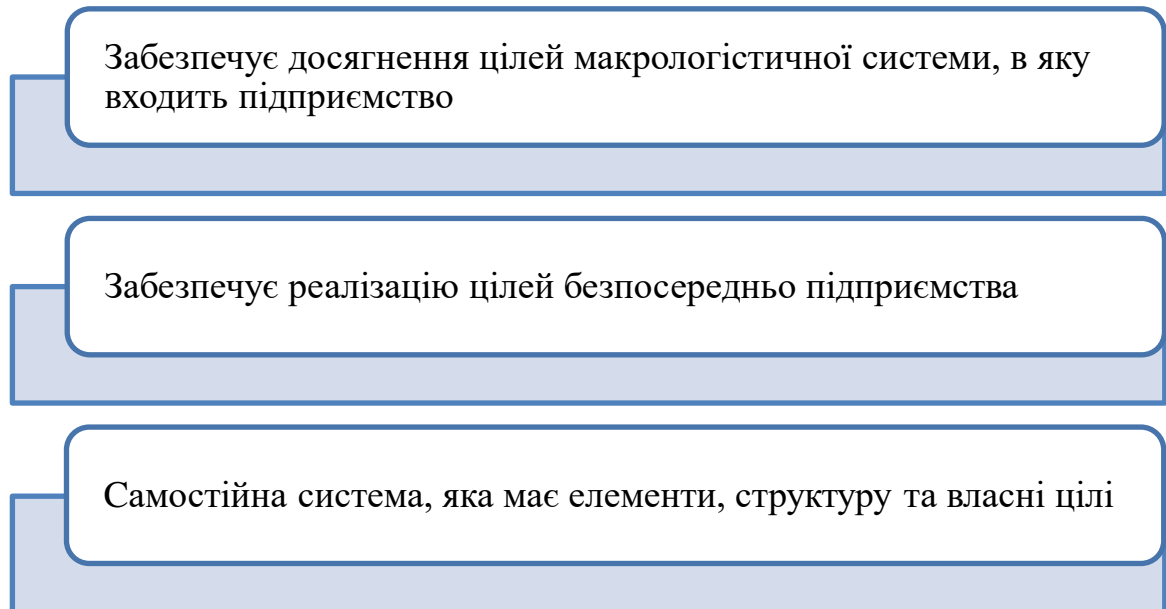 Забезпечує досягнення цілей макрологістичної системи, в яку
входить підприємство
Забезпечує реалізацію цілей безпосередньо підприємства
Самостійна система, яка має елементи, структуру та власні цілі